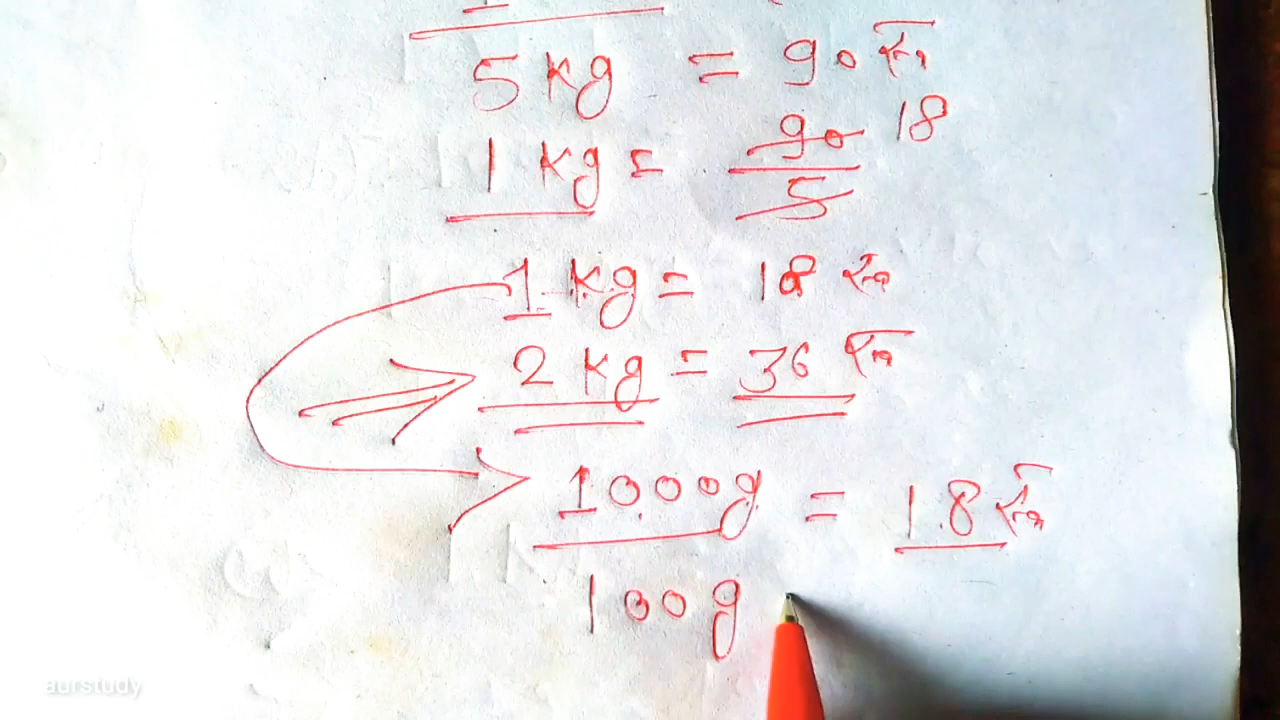 5 kg = 90 रु
1 kg = 90/5 18
1 kg = 18 रु
2 kg = 36 रु
1000g = 1.8 रु
100g
aurstudy